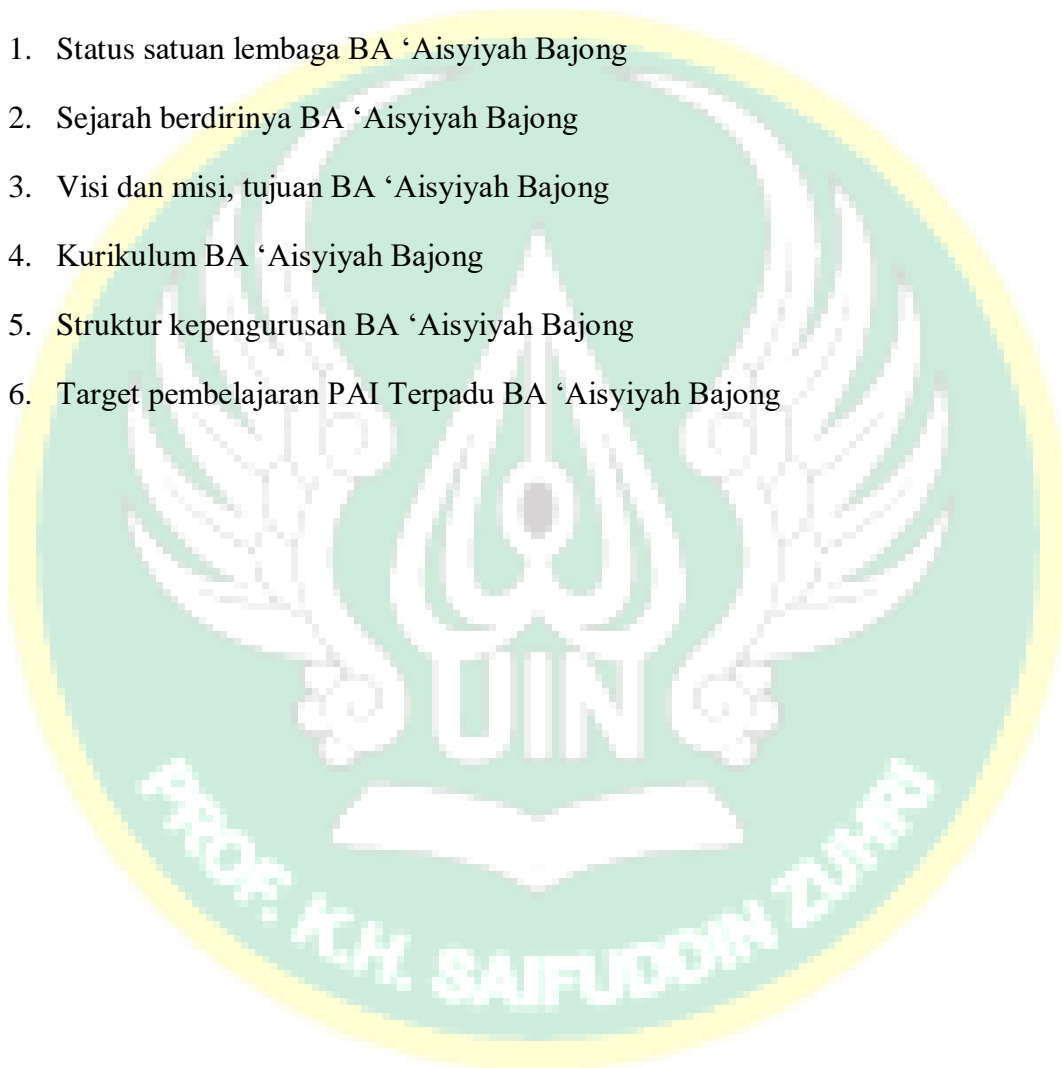 1. Status satuan lembaga BA ‘Aisyiyah Bajong
2. Sejarah berdirinya BA ‘Aisyiyah Bajong
3. Visi dan misi, tujuan BA ‘Aisyiyah Bajong
4. Kurikulum BA ‘Aisyiyah Bajong
5. Struktur kepengurusan BA ‘Aisyiyah Bajong
6. Target pembelajaran PAI Terpadu BA ‘Aisyiyah Bajong
UIN
PROF. K.H. SAIFUDDIN ZUHRI